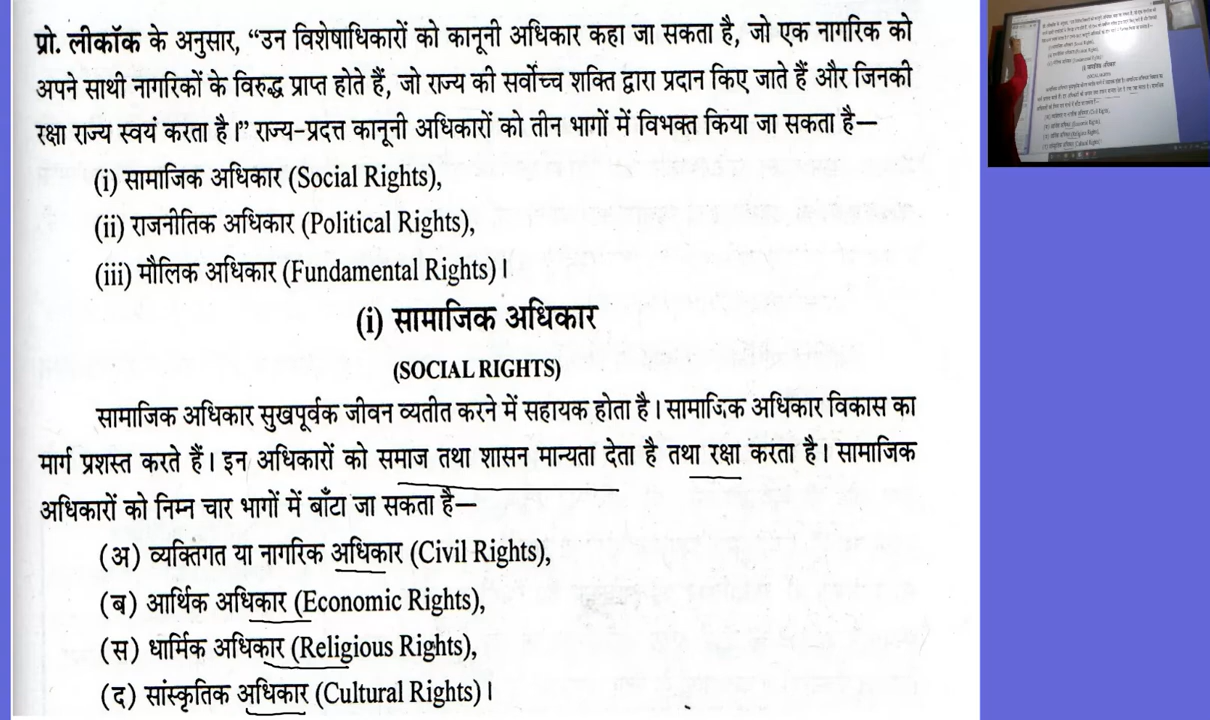 प्रो. लीकॉक के अनुसार, “उन विशेषाधिकारों को कानूनी अधिकार कहा जा सकता है, जो एक नागरिक को
अपने साथी नागरिकों के विरुद्ध प्राप्त होते हैं, जो राज्य की सर्वोच्च शक्ति द्वारा प्रदान किए जाते हैं और जिनकी
रक्षा राज्य स्वयं करता है।” राज्य-प्रदत्त कानूनी अधिकारों को तीन भागों में विभक्त किया जा सकता है—
(i) सामाजिक अधिकार (Social Rights),
(ii) राजनीतिक अधिकार (Political Rights),
(iii) मौलिक अधिकार (Fundamental Rights)।
(i) सामाजिक अधिकार
(SOCIAL RIGHTS)
सामाजिक अधिकार सुखपूर्वक जीवन व्यतीत करने में सहायक होता है। सामाजिक अधिकार विकास का
मार्ग प्रशस्त करते हैं। इन अधिकारों को समाज तथा शासन मान्यता देता है तथा रक्षा करता है। सामाजिक
अधिकारों को निम्न चार भागों में बाँटा जा सकता है—
(अ) व्यक्तिगत या नागरिक अधिकार (Civil Rights),
(ब) आर्थिक अधिकार (Economic Rights),
(स) धार्मिक अधिकार (Religious Rights),
(द) सांस्कृतिक अधिकार (Cultural Rights)।